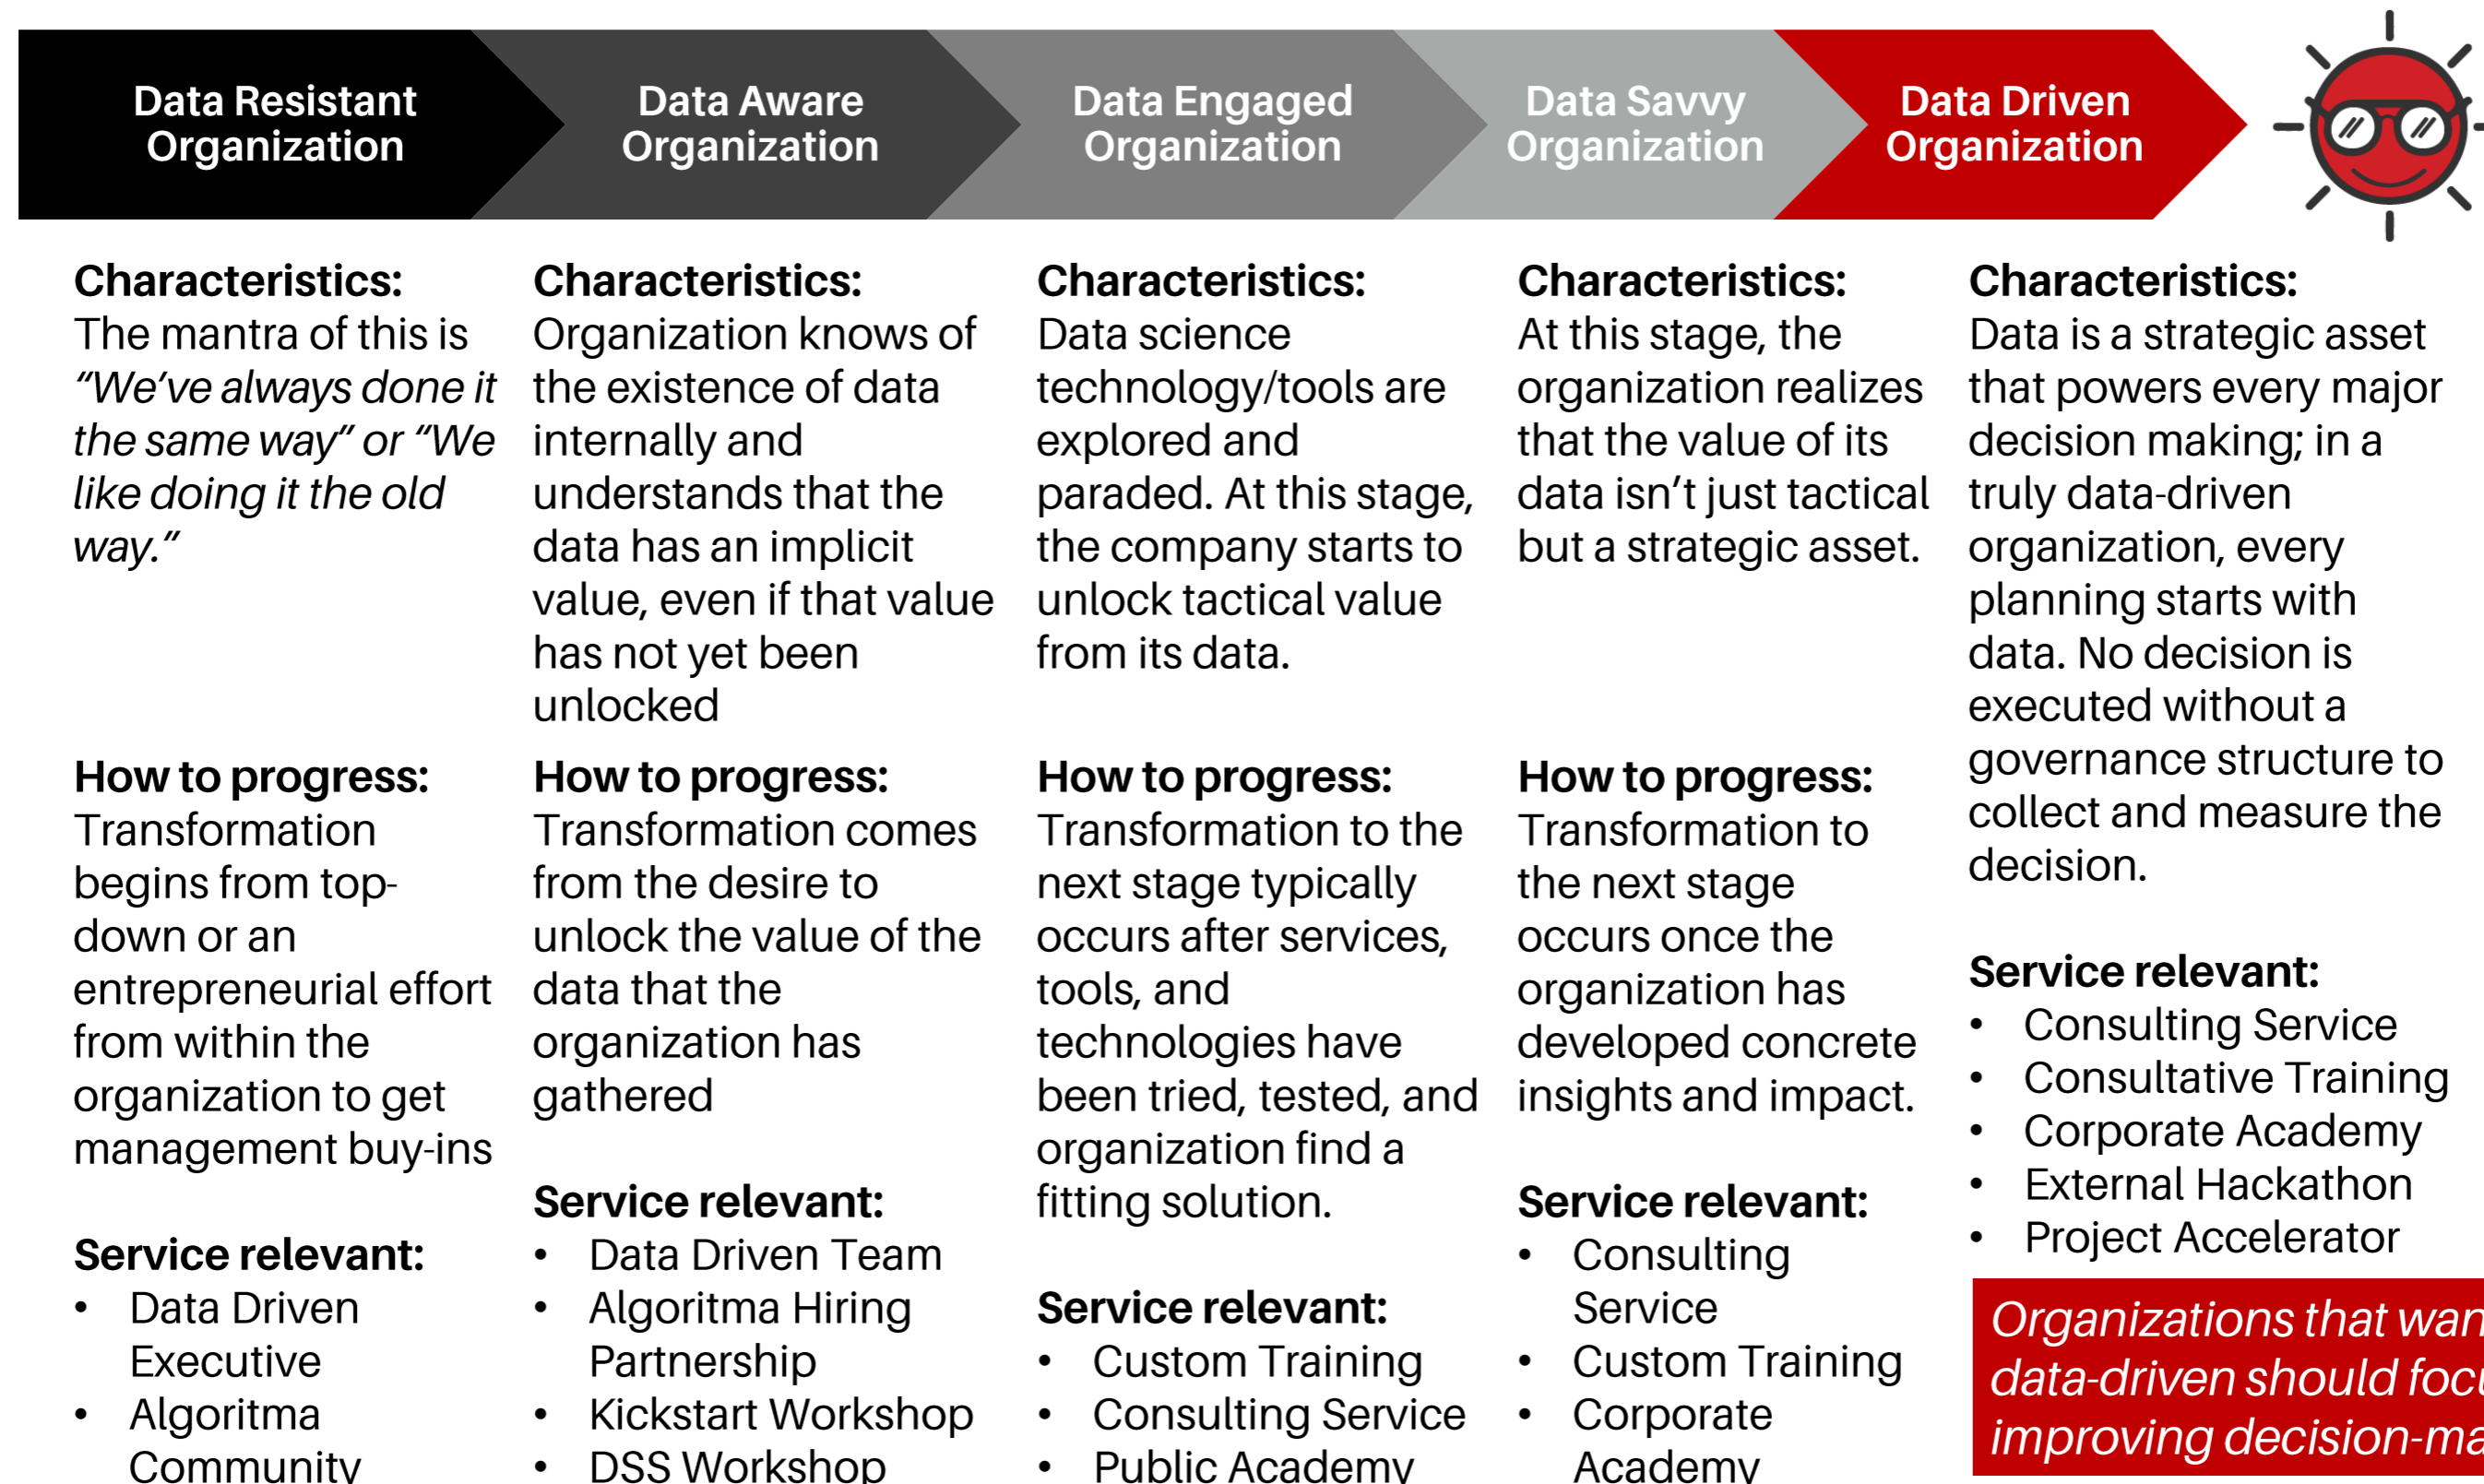 Data Resistant
Organization
Data Aware
Organization
Data Engaged
Organization
Data Savvy
Organization
Data Driven
Organization
Characteristics:
The mantra of this is
“We’ve always done it
the same way” or “We
like doing it the old
way.”
How to progress:
Transformation
begins from top-
down or an
entrepreneurial effort
from within the
organization to get
management buy-ins
Service relevant:
• Data Driven
Executive
• Algoritma
Community
Characteristics:
Organization knows of
the existence of data
internally and
understands that the
data has an implicit
value, even if that value
has not yet been
unlocked
How to progress:
Transformation comes
from the desire to
unlock the value of the
data that the
organization has
gathered
Service relevant:
• Data Driven Team
• Algoritma Hiring
Partnership
• Kickstart Workshop
• DSS Workshop
Characteristics:
Data science
technology/tools are
explored and
paraded. At this stage,
the company starts to
unlock tactical value
from its data.
How to progress:
Transformation to the
next stage typically
occurs after services,
tools, and
technologies have
been tried, tested, and
organization find a
fitting solution.
Service relevant:
• Custom Training
• Consulting Service
• Public Academy
Characteristics:
At this stage, the
organization realizes
that the value of its
data isn’t just tactical
but a strategic asset.
How to progress:
Transformation to
the next stage
occurs once the
organization has
developed concrete
insights and impact.
Service relevant:
• Consulting
Service
• Custom Training
• Corporate
Academy
Characteristics:
Data is a strategic asset
that powers every major
decision making; in a
truly data-driven
organization, every
planning starts with
data. No decision is
executed without a
governance structure to
collect and measure the
decision.
Service relevant:
• Consulting Service
• Consultative Training
• Corporate Academy
• External Hackathon
• Project Accelerator
Organizations that
data-driven should
improving